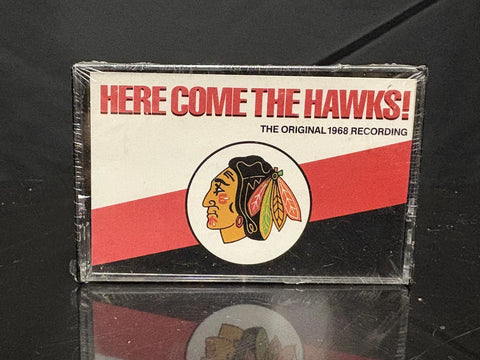 HERE COME THE HAWKS!
THE ORIGINAL 1968 RECORDING